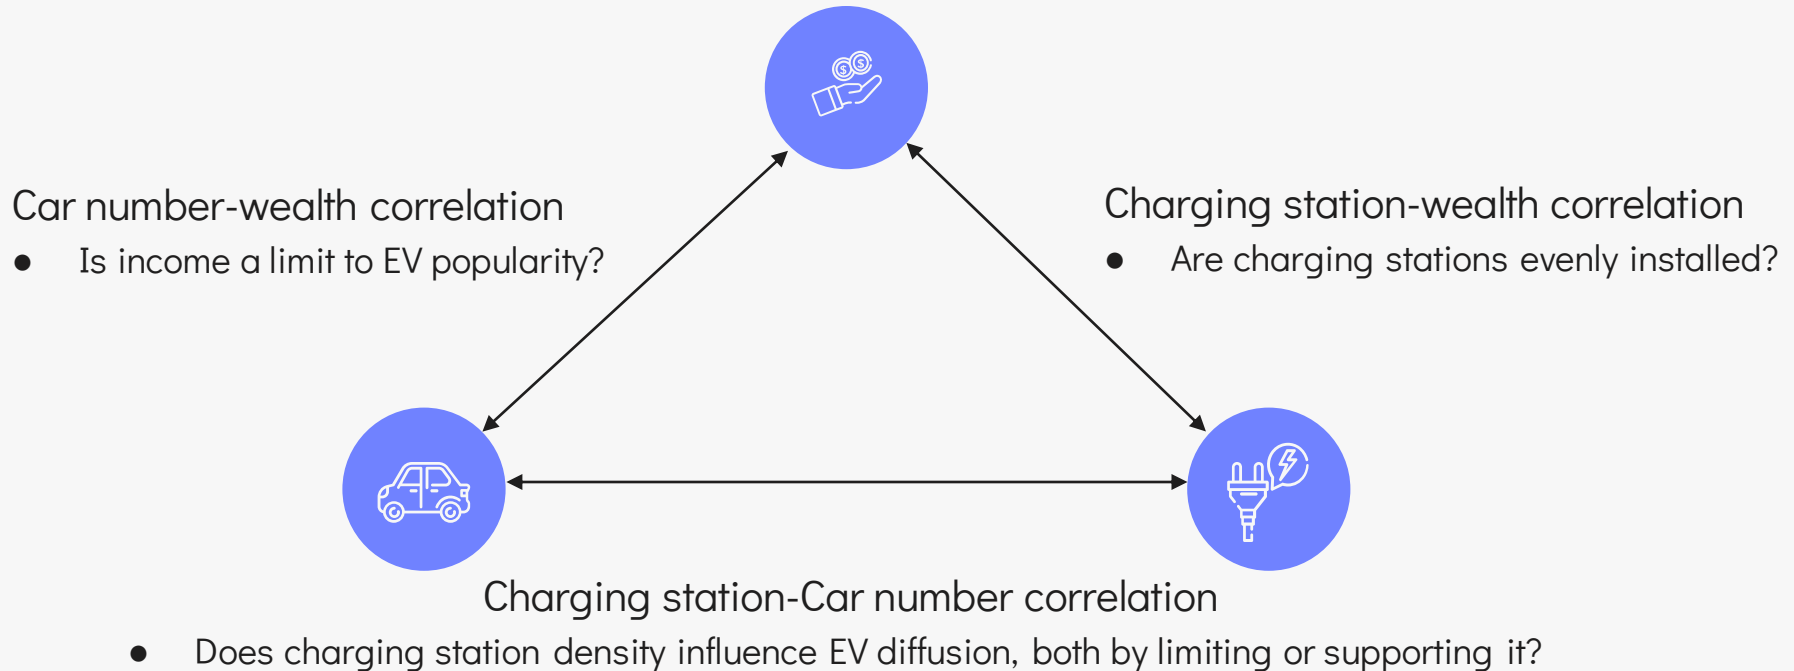 $ $
Car number-wealth correlation
● Is income a limit to EV popularity?
Charging station-wealth correlation
● Are charging stations evenly installed?
Charging station-Car number correlation
● Does charging station density influence EV diffusion, both by limiting or supporting it?